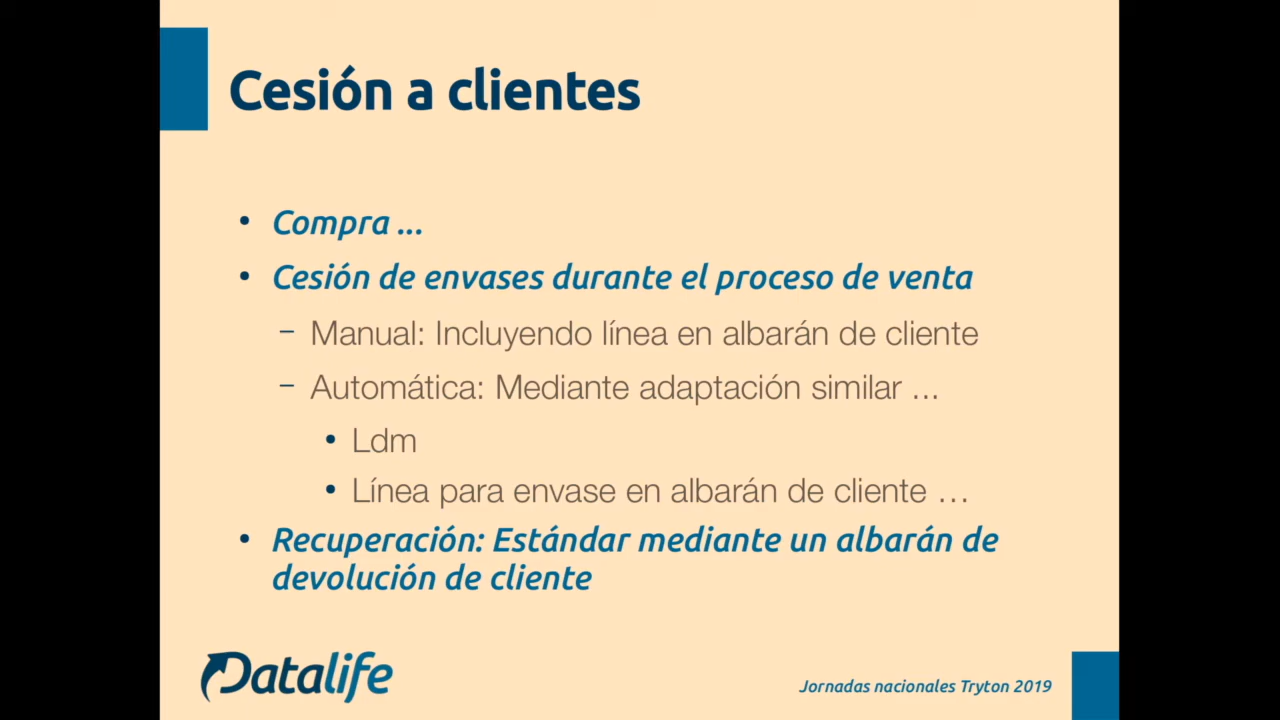 Cesión a clientes
• Compra ...
• Cesión de envases durante el proceso de venta
– Manual: Incluyendo línea en albarán de cliente
– Automática: Mediante adaptación similar ...
• Ldm
• Línea para envase en albarán de cliente …
• Recuperación: Estándar mediante un albarán de
devolución de cliente
Datalife
Jornadas nacionales Tryton 2019